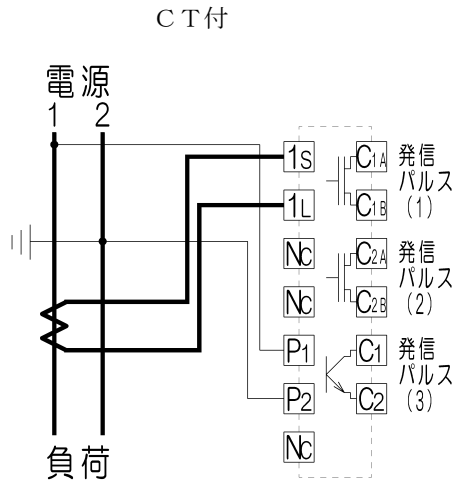 CT付
電源
1 2
1S C1A 発信
パルス
1L C1B (1)
NC C2A 発信
パルス
NC C2B (2)
P1 C1 発信
パルス
P2 C2 (3)
NC
負荷